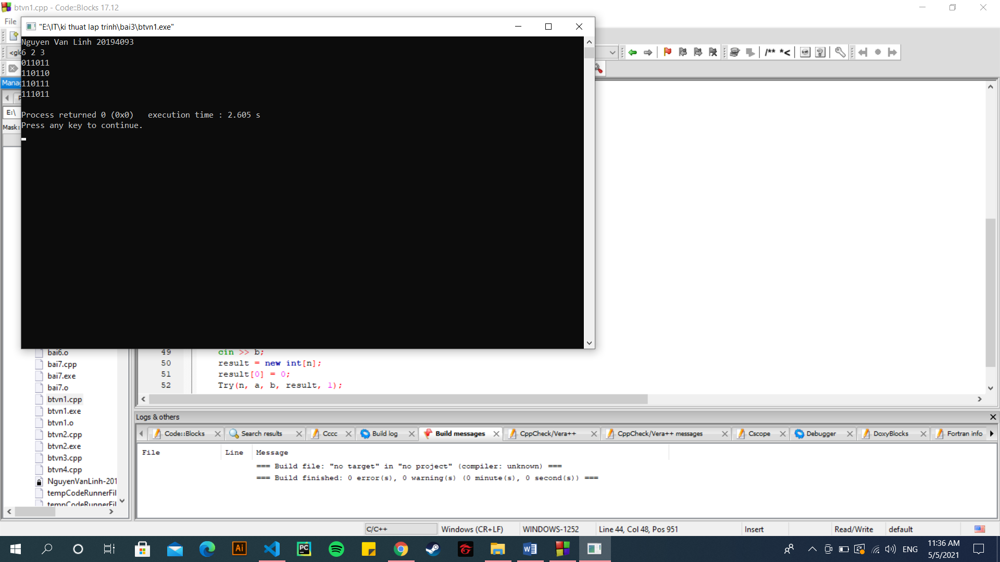 btvn1.cpp - Code::Blocks 17.12
File
"E:\IT\ki thuat lap trinh\bai3\btvn1.exe"
Nguyen Van Linh 20194093
6 2 3
011011
110110
110111
111011
Process returned 0 (0x0)   execution time : 2.605 s
Press any key to continue.
<glo
/** *<
Manag
E:\
Mask:
bai6.o
bai7.cpp
bai7.exe
bai7.o
btvn1.cpp
btvn1.exe
btvn1.o
btvn2.cpp
btvn2.exe
btvn3.cpp
btvn4.cpp
NguyenVanLinh-201
tempCodeRunnerFil
tempCodeRunnerFil
49 cin >> b;
50 result = new int[n];
51 result[0] = 0;
52 Try(n, a, b, result, 1);
Logs & others
Code::Blocks Search results Cccc Build log Build messages CppCheck/Vera++ CppCheck/Vera++ messages Cscope Debugger DoxyBlocks Fortran info
File Line Message
=== Build file: "no target" in "no project" (compiler: unknown) ===
=== Build finished: 0 error(s), 0 warning(s) (0 minute(s), 0 second(s)) ===
C/C++ Windows (CR+LF) WINDOWS-1252 Line 44, Col 48, Pos 951 Insert Read/Write default
Ai PC ENG
11:36 AM
5/5/2021